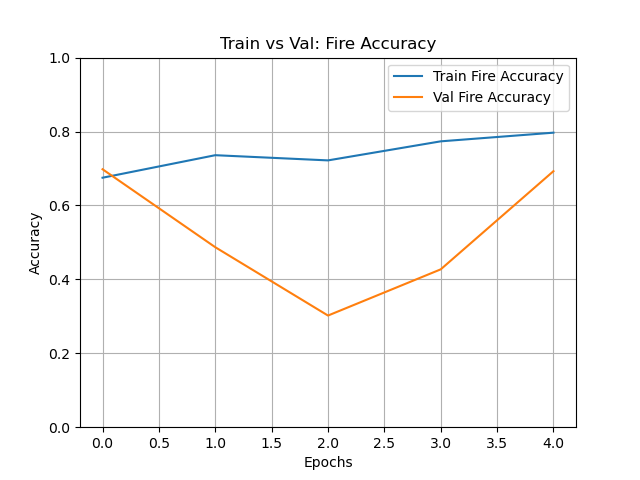 Train vs Val: Fire Accuracy
Train Fire Accuracy
Val Fire Accuracy
Accuracy
1.0
0.8
0.6
0.4
0.2
0.0
0.0 0.5 1.0 1.5 2.0 2.5 3.0 3.5 4.0
Epochs